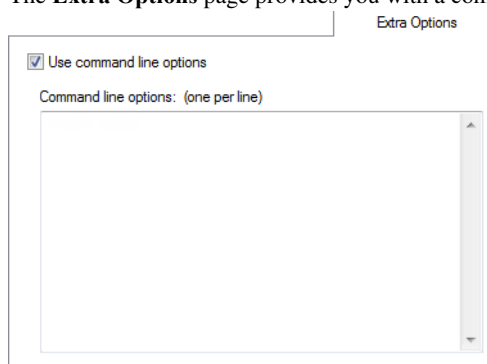 The Extra Options page provides you with a com
Extra Options
Use command line options
Command line options: (one per line)